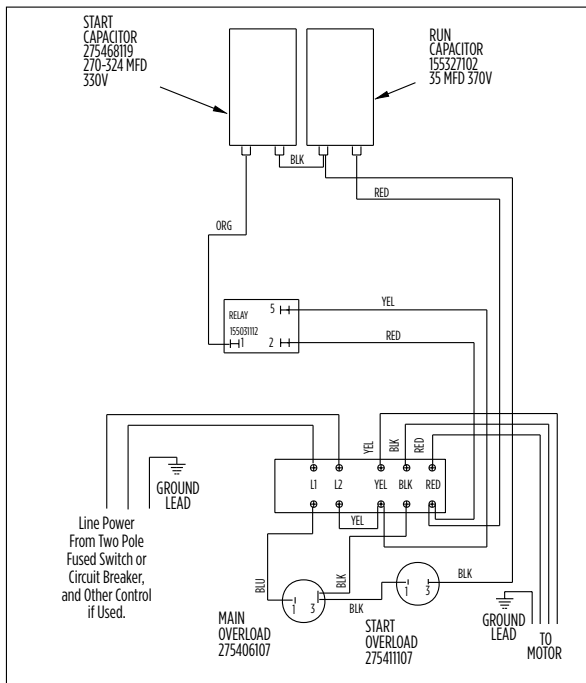 START
CAPACITOR
275468119
270-324 MFD
330V
RUN
CAPACITOR
155327102
35 MFD 370V
BLK
RED
ORG
YEL
5
RELAY
155031112
1
2
RED
YEL
BLK
RED
GROUND
LEAD
L1
L2
YEL
BLK
RED
Line Power
From Two Pole
Fused Switch or
Circuit Breaker,
and Other Control
if Used.
YEL
BLU
BLK
1
3
BLK
1
3
BLK
MAIN
OVERLOAD
275406107
START
OVERLOAD
275411107
GROUND
LEAD
TO
MOTOR